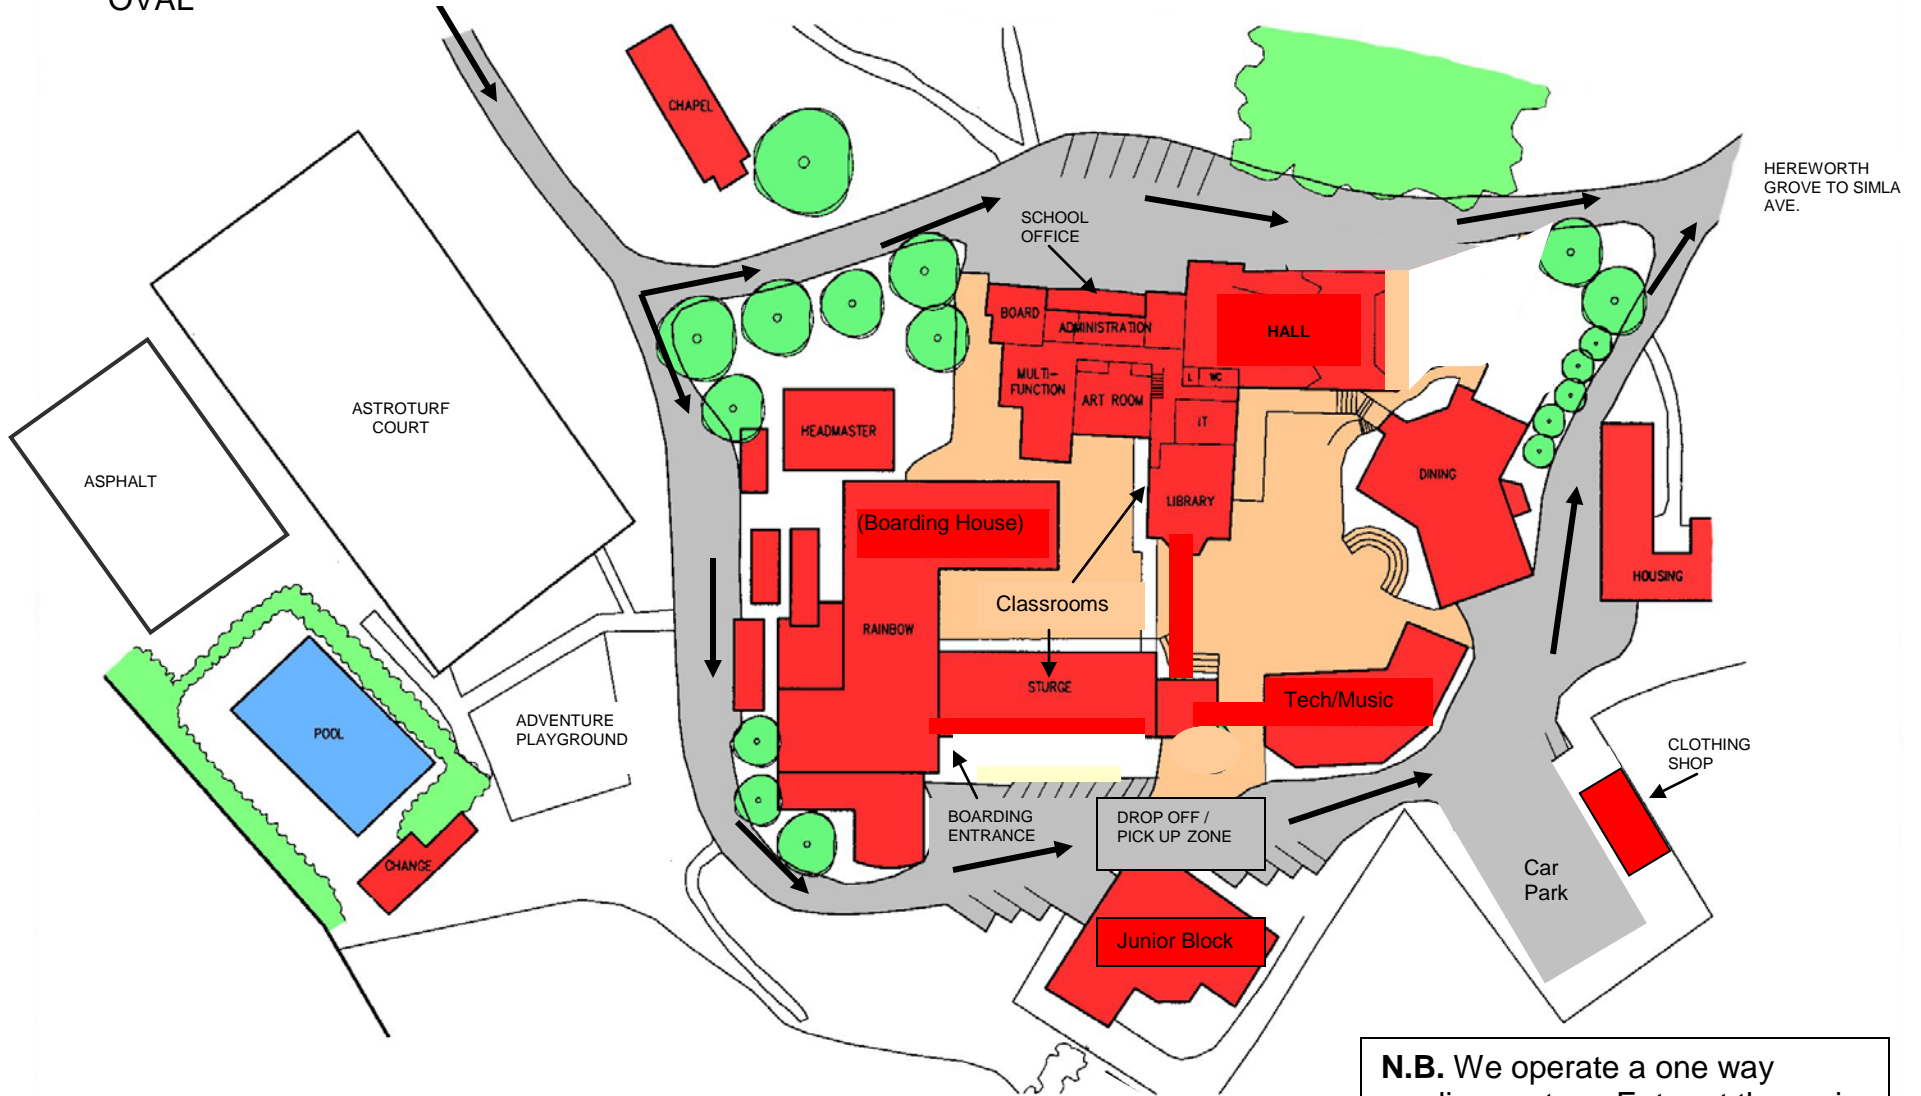 OVAL
CHAPEL
HEREWORTH
GROVE TO SIMLA
AVE.
SCHOOL
OFFICE
BOARD
ADMINISTRATION
HALL
MULTI-
FUNCTION
ART ROOM
L
WC
IT
ASTROTURF
COURT
HEADMASTER
ASPHALT
DINING
LIBRARY
(Boarding House)
HOUSING
Classrooms
RAINBOW
STURGE
Tech/Music
POOL
ADVENTURE
PLAYGROUND
CLOTHING
SHOP
BOARDING
ENTRANCE
DROP OFF /
PICK UP ZONE
CHANGE
Car
Park
Junior Block
N.B. We operate a one way